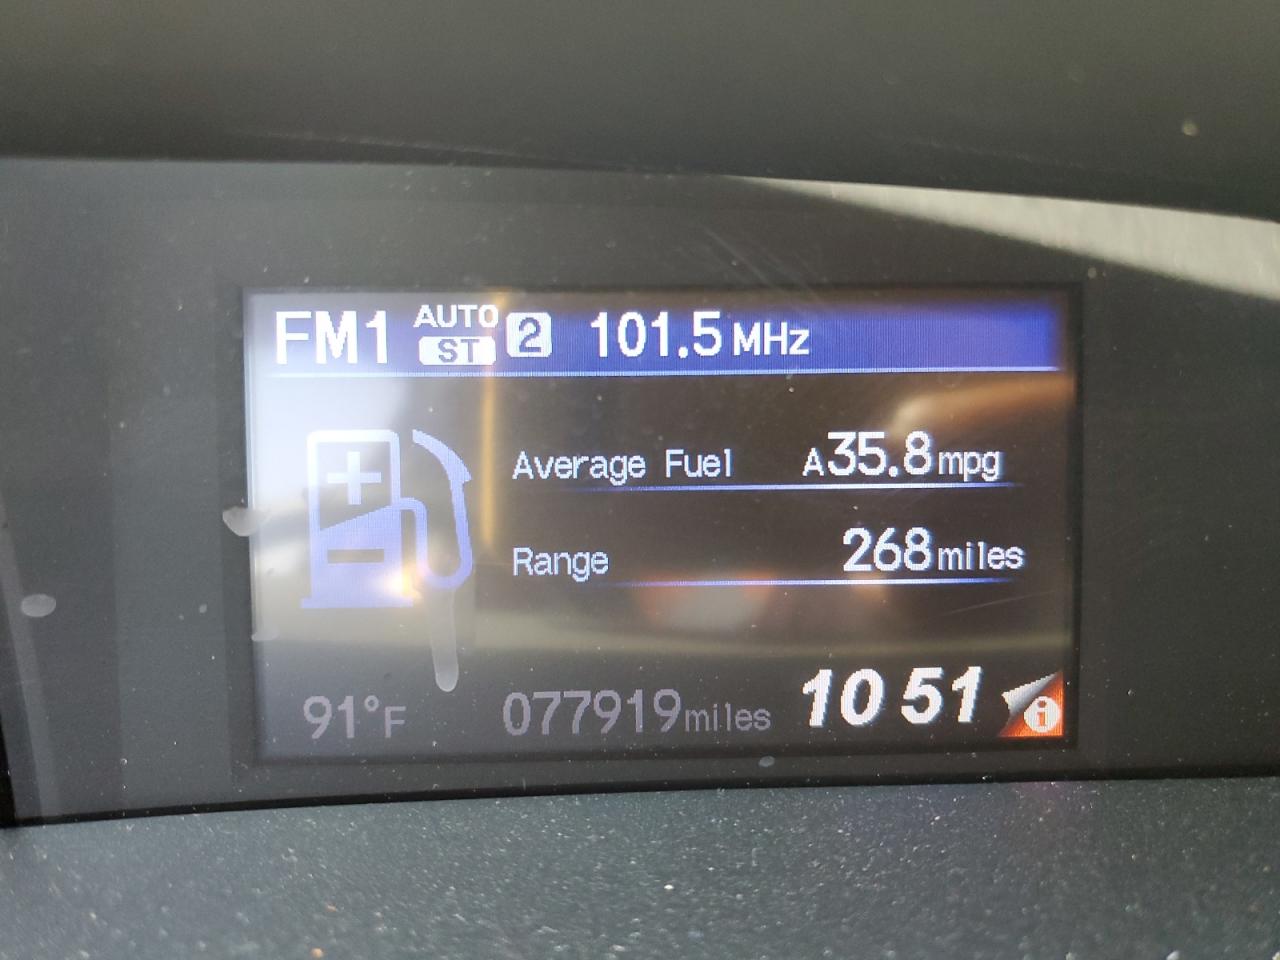 FM1 AUTO ST 2 101.5 MHz
Average Fuel A35.8 mpg
Range 268 miles
91°F 077919 miles 10 51 i